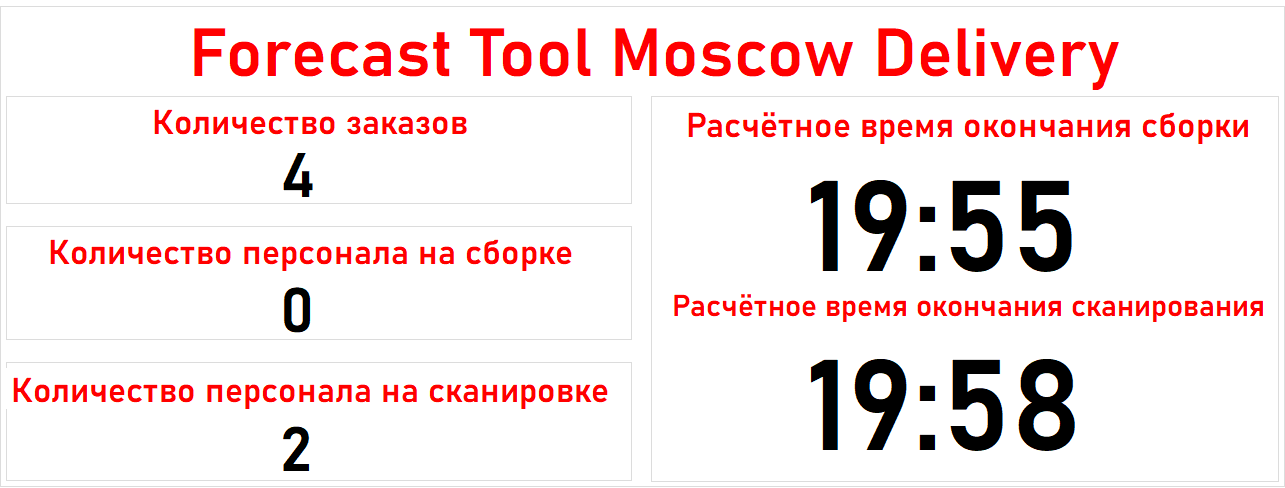 Forecast Tool Moscow Delivery
Количество заказов
4
Количество персонала на сборке
0
Количество персонала на сканировке
2
Расчётное время окончания сборки
19:55
Расчётное время окончания сканирования
19:58